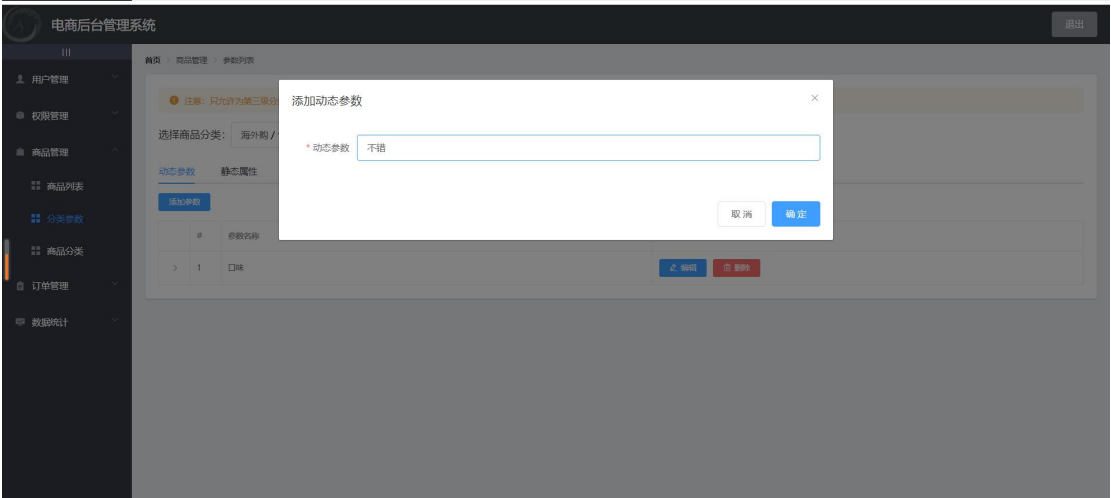 电商后台管理系统
退出
|||
首页 > 商品管理 > 参数列表
用户管理
权限管理
商品管理
商品列表
分类参数
商品分类
订单管理
数据统计
注意：只允许为第三级分
选择商品分类： 海外购 /
动态参数 静态属性
添加参数
# 参数名称
> 1 口味 编辑 删除
添加动态参数 ×
* 动态参数 不错
取消 确定